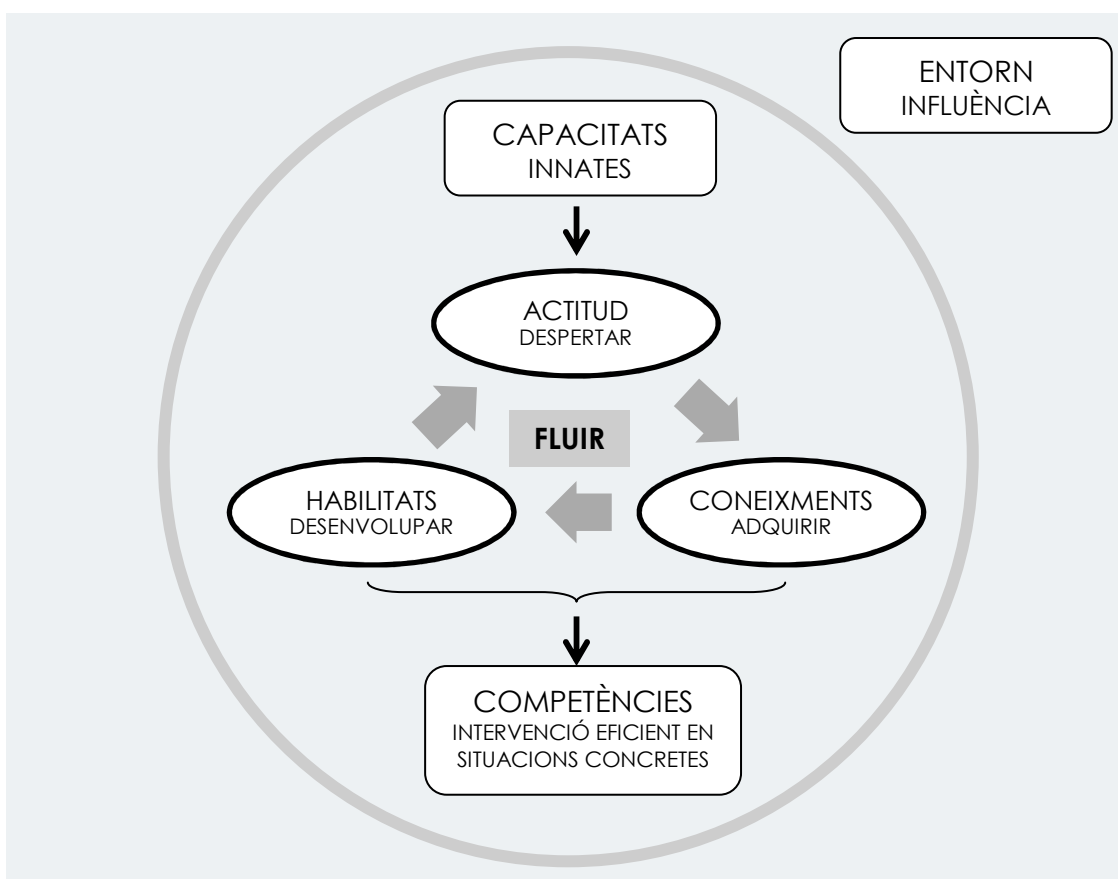 ENTORN
INFLUÈNCIA
CAPACITATS
INNATES
ACTITUD
DESPERTAR
FLUIR
HABILITATS
DESENVOLUPAR
CONEIXMENTS
ADQUIRIR
COMPETÈNCIES
INTERVENCIÓ EFICIENT EN
SITUACIONS CONCRETES